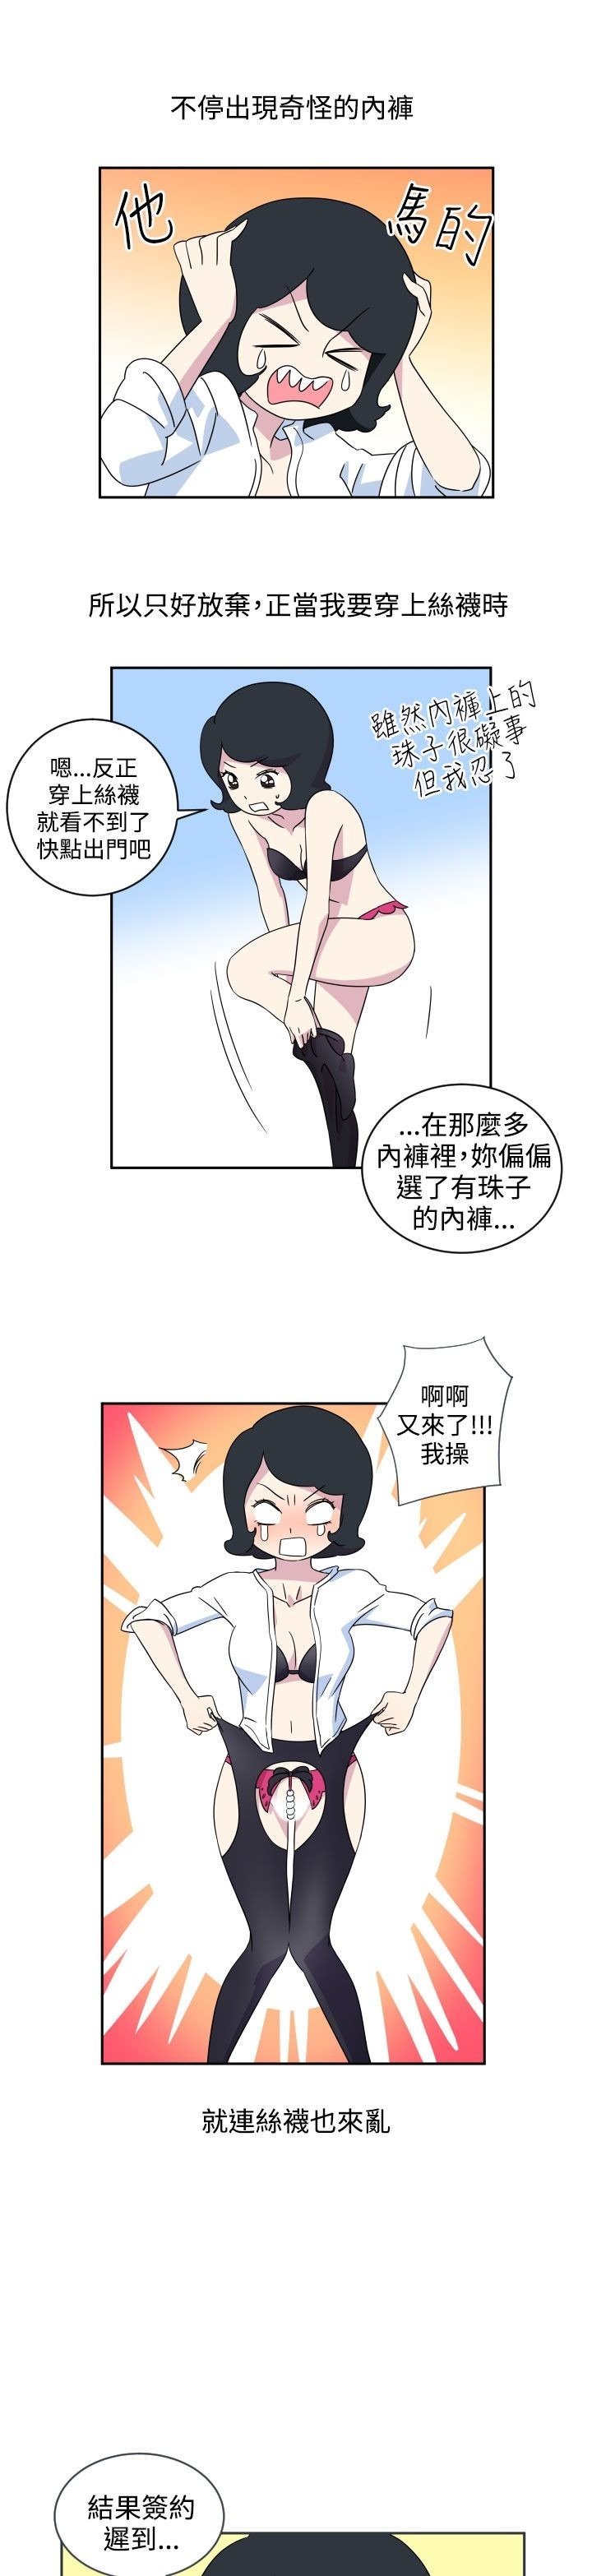 不停出現奇怪的內褲
他馬的
所以只好放棄，正當我要穿上絲襪時
雖然內褲上的
珠子很礙事
但我忍了
嗯...反正
穿上絲襪
就看不到了
快點出門吧
...在那麼多
內褲裡，妳偏偏
選了有珠子
的內褲...
啊啊
又來了!!!
我操
就連絲襪也來亂
結果簽約
遲到...